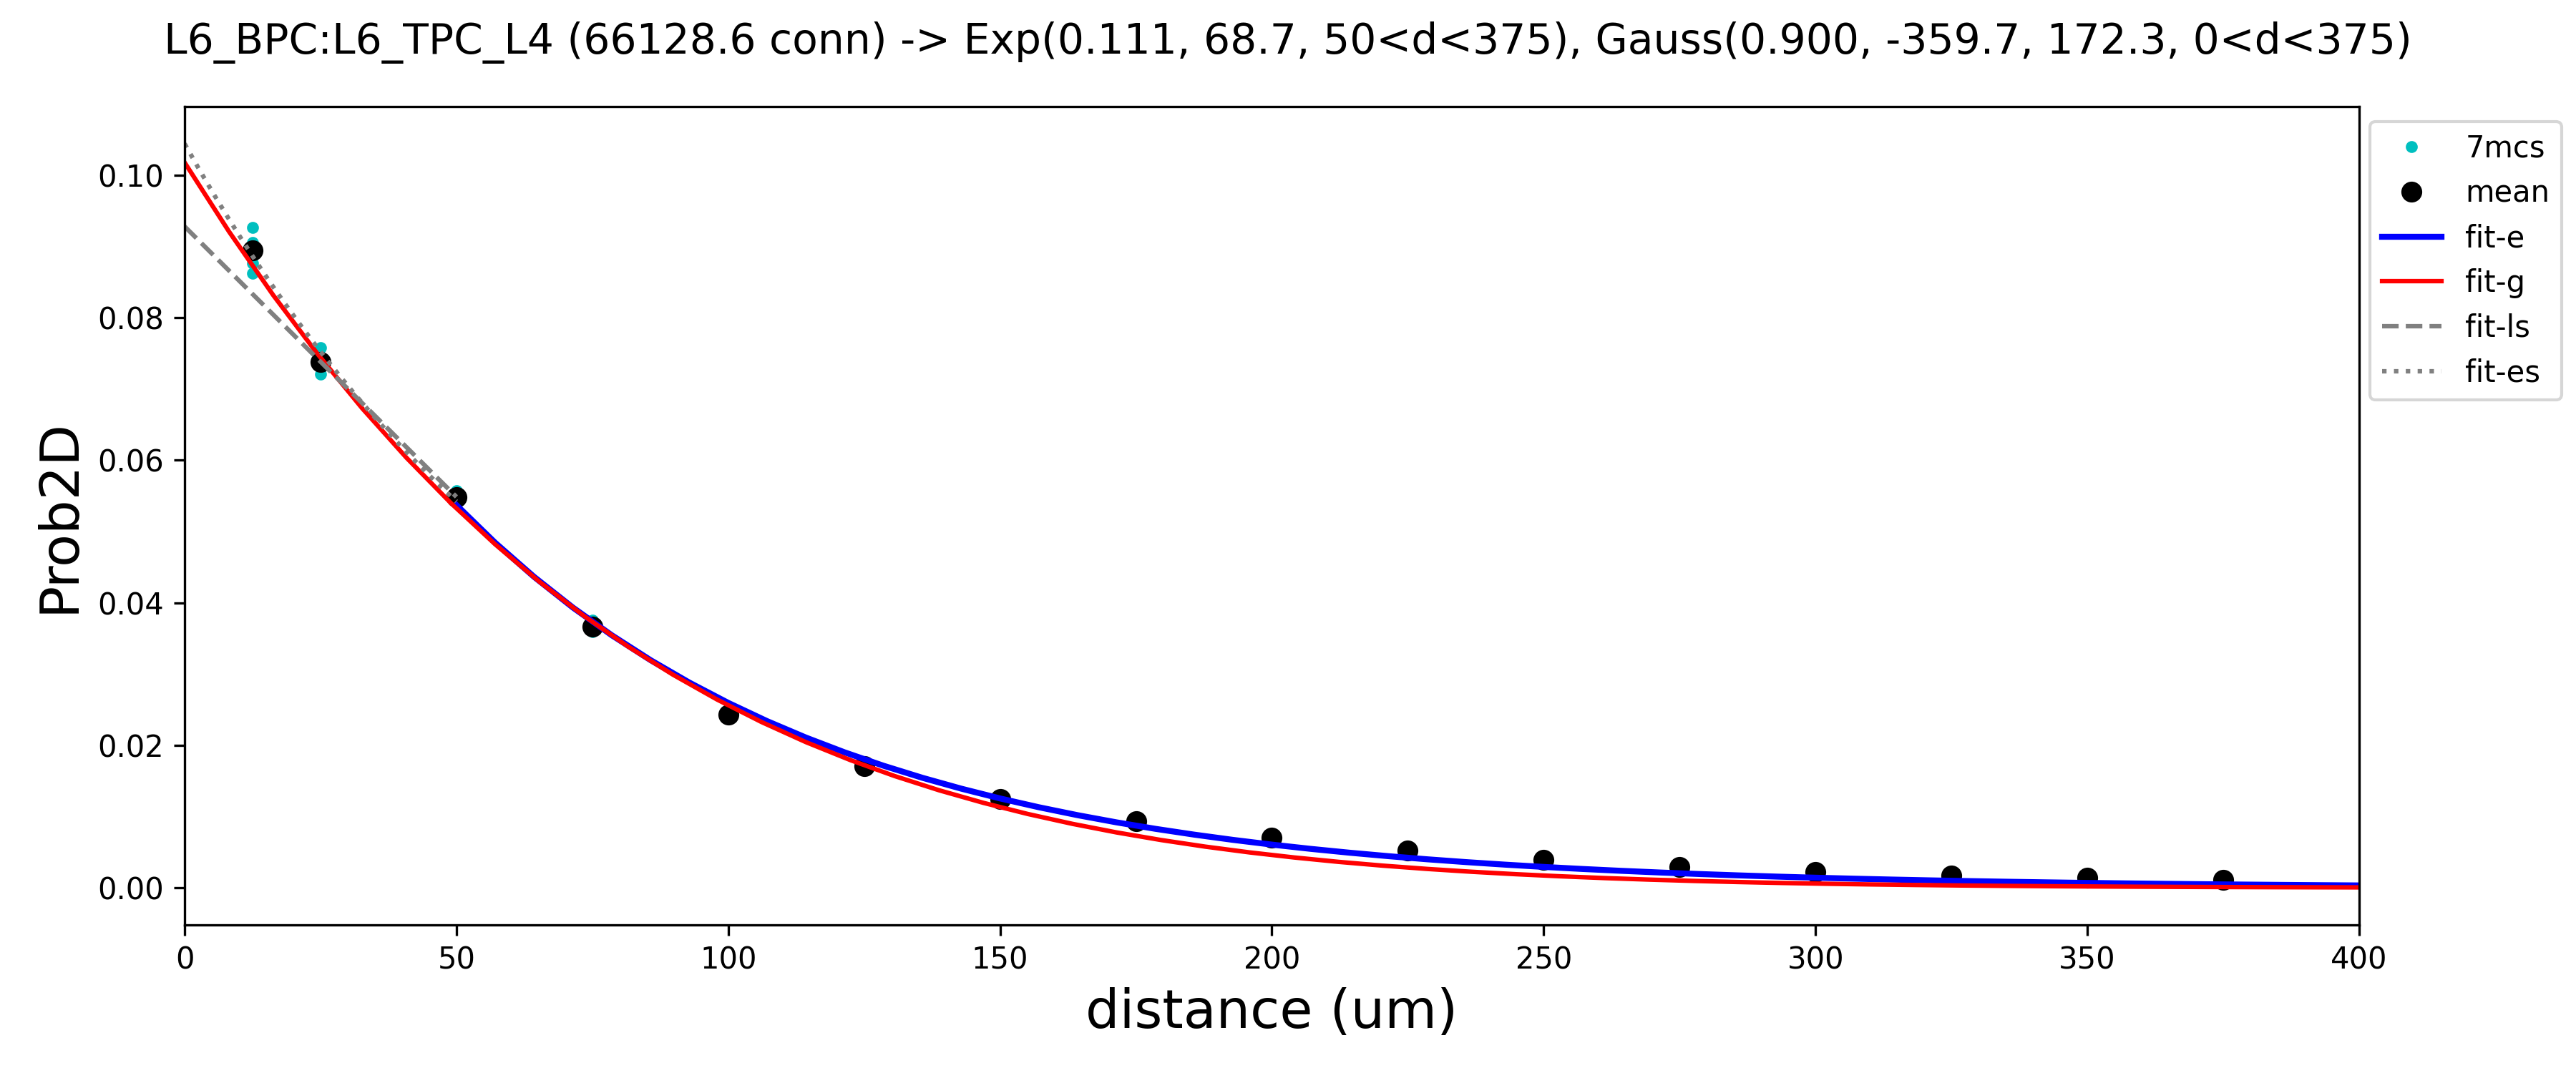 L6_BPC:L6_TPC_L4 (66128.6 conn) -> Exp(0.111, 68.7, 50<d<375), Gauss(0.900, -359.7, 172.3, 0<d<375)
7mcs
mean
fit-e
fit-g
fit-ls
fit-es
Prob2D
0.10
0.08
0.06
0.04
0.02
0.00
0 50 100 150 200 250 300 350 400
distance (um)